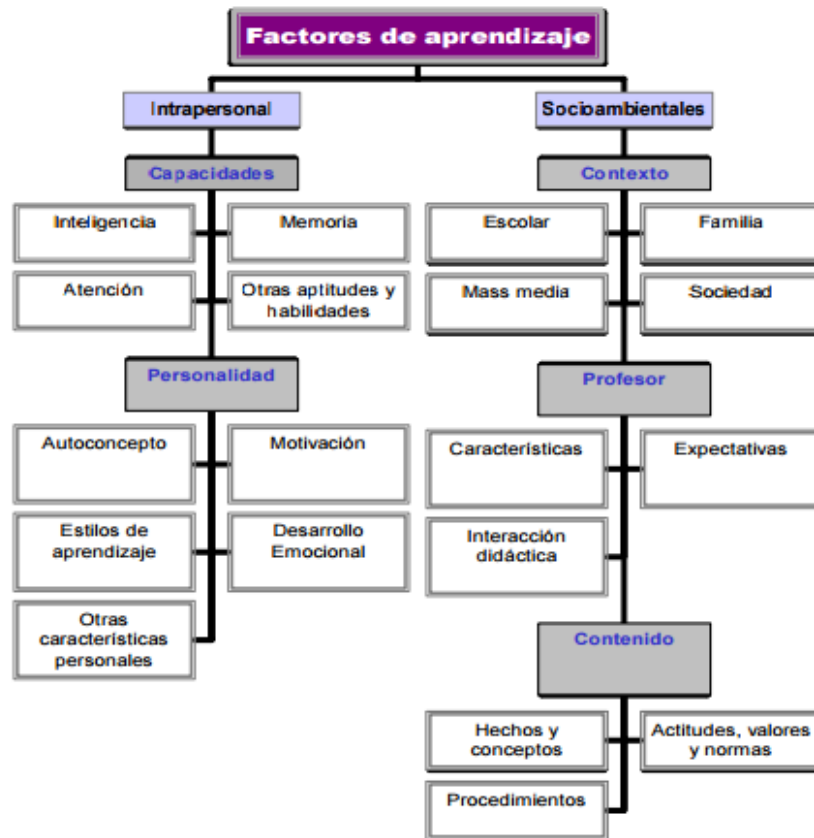 Factores de aprendizaje
Intrapersonal
Socioambientales
Capacidades
Contexto
Inteligencia
Memoria
Escolar
Familia
Atención
Otras aptitudes y
habilidades
Mass media
Sociedad
Personalidad
Profesor
Autoconcepto
Motivación
Características
Expectativas
Estilos de
aprendizaje
Desarrollo
Emocional
Interacción
didáctica
Otras
características
personales
Contenido
Hechos y
conceptos
Actitudes, valores
y normas
Procedimientos